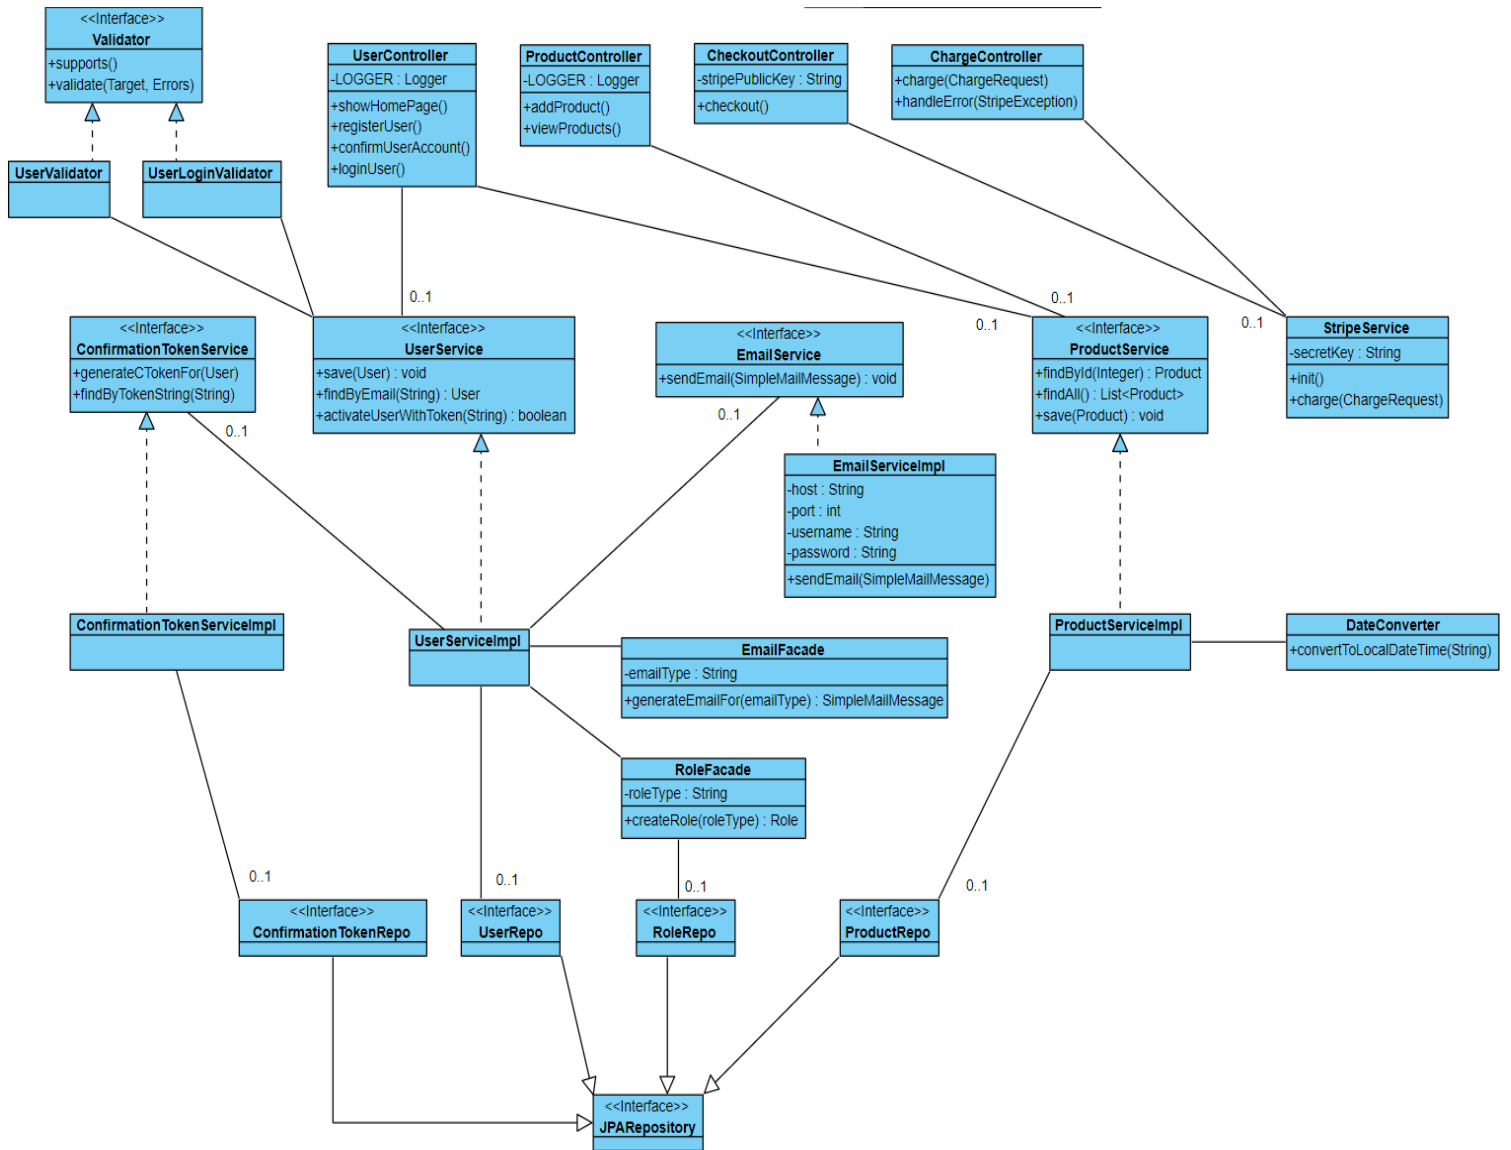 <<Interface>>
Validator
+supports()
+validate(Target, Errors)
UserController
-LOGGER : Logger
+showHomePage()
+registerUser()
+confirmUserAccount()
+loginUser()
ProductController
-LOGGER : Logger
+addProduct()
+viewProducts()
CheckoutController
-stripePublicKey : String
+checkout()
ChargeController
+charge(ChargeRequest)
+handleError(StripeException)
UserValidator
UserLoginValidator
0..1
0..1
0..1
0..1
<<Interface>>
ConfirmationTokenService
+generateCTokenFor(User)
+findByTokenString(String)
0..1
<<Interface>>
UserService
+save(User) : void
+findByEmail(String) : User
+activateUserWithToken(String) : boolean
<<Interface>>
EmailService
+sendEmail(SimpleMailMessage) : void
0..1
<<Interface>>
ProductService
+findById(Integer) : Product
+findAll() : List<Product>
+save(Product) : void
StripeService
-secretKey : String
+init()
+charge(ChargeRequest)
EmailServiceImpl
-host : String
-port : int
-username : String
-password : String
+sendEmail(SimpleMailMessage)
ConfirmationTokenServiceImpl
UserServiceImpl
EmailFacade
-emailType : String
+generateEmailFor(emailType) : SimpleMailMessage
ProductServiceImpl
DateConverter
+convertToLocalDateTime(String)
RoleFacade
-roleType : String
+createRole(roleType) : Role
0..1
0..1
0..1
0..1
<<Interface>>
ConfirmationTokenRepo
<<Interface>>
UserRepo
<<Interface>>
RoleRepo
<<Interface>>
ProductRepo
<<Interface>>
JPARepository